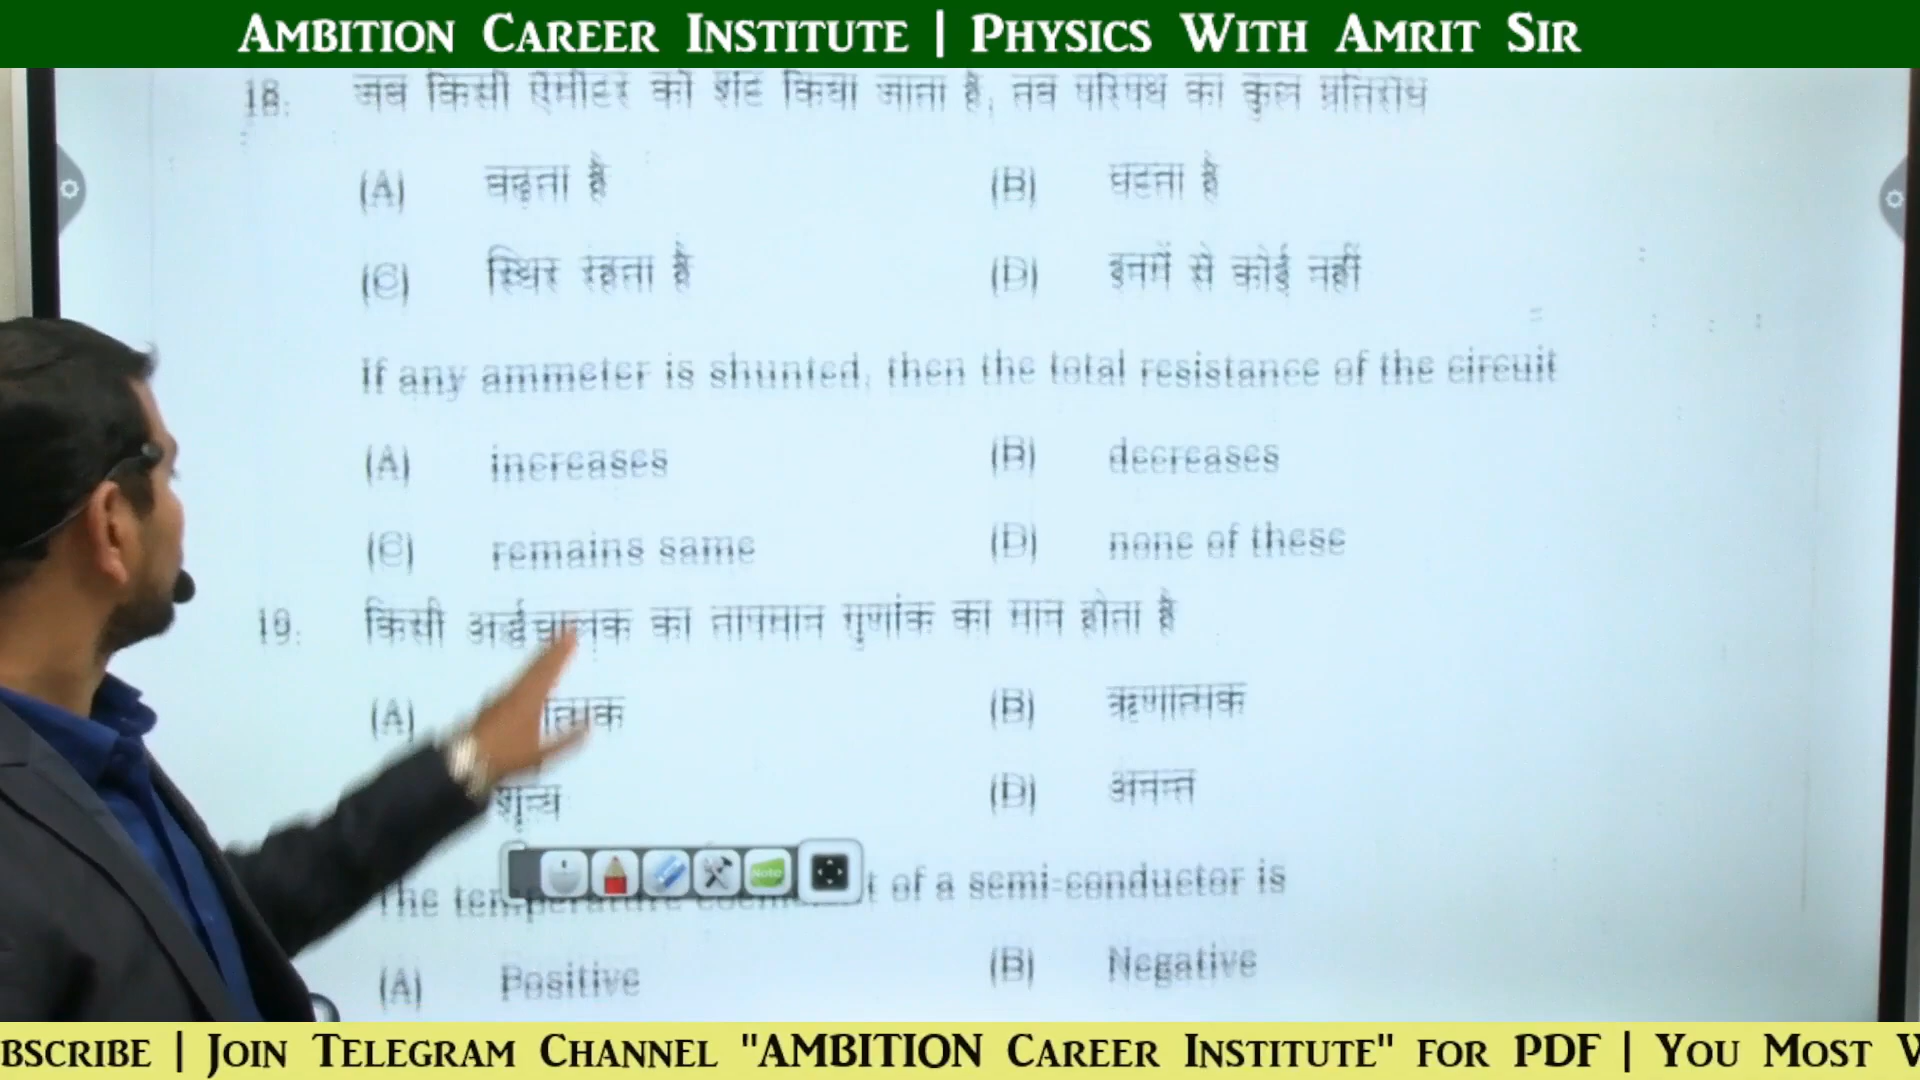 AMBITION CAREER INSTITUTE | PHYSICS WITH AMRIT SIR
18. जब किसी ऐमीटर को शंट किया जाता है, तब परिपथ का कुल प्रतिरोध
(A) बढ़ता है (B) घटता है
(C) स्थिर रहता है (D) इनमें से कोई नहीं
If any ammeter is shunted, then the total resistance of the circuit
(A) increases (B) decreases
(C) remains same (D) none of these
19. किसी अर्द्धचालक का तापमान गुणांक का मान होता है
(A) त्मक (B) ऋणात्मक
शून्य (D) अनन्त
Note
The temperature t of a semi-conductor is
(A) Positive (B) Negative
BSCRIBE | JOIN TELEGRAM CHANNEL "AMBITION CAREER INSTITUTE" FOR PDF | YOU MOST